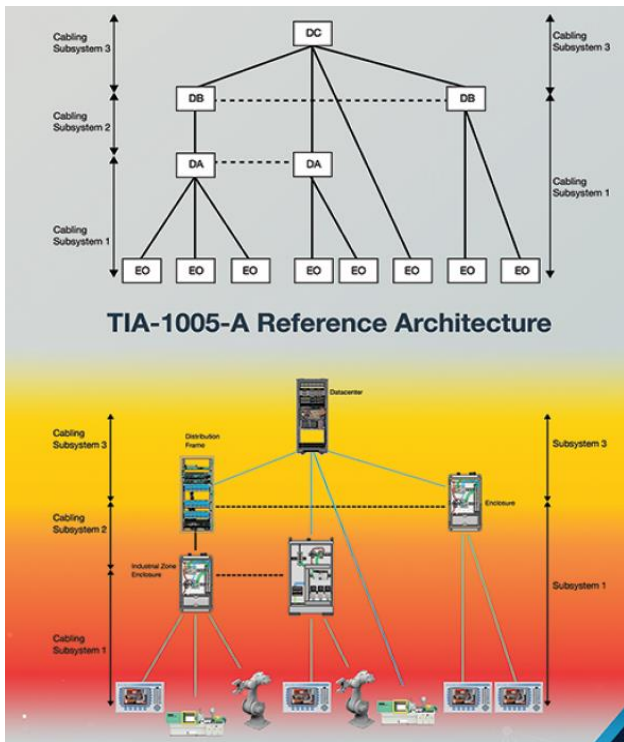 Cabling
Subsystem 3
DC
Cabling
Subsystem 3
DB
DB
Cabling
Subsystem 2
DA
DA
Cabling
Subsystem 1
Cabling
Subsystem 1
EO
EO
EO
EO
EO
EO
EO
EO
TIA-1005-A Reference Architecture
Datacenter
Distribution
Frame
Cabling
Subsystem 3
Subsystem 3
Enclosure
Cabling
Subsystem 2
Industrial Zone
Enclosure
Subsystem 1
Cabling
Subsystem 1